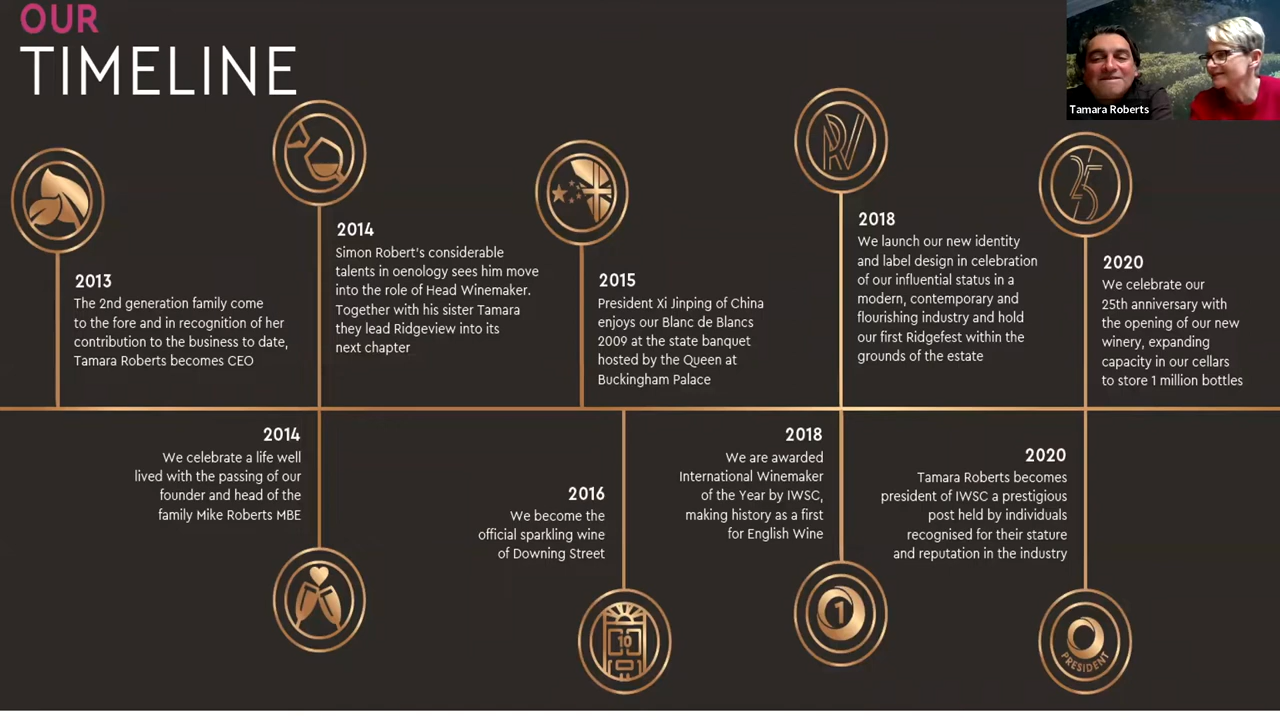 OUR
TIMELINE
Tamara Roberts
2013
The 2nd generation family come
to the fore and in recognition of her
contribution to the business to date,
Tamara Roberts becomes CEO
2014
Simon Robert's considerable
talents in oenology sees him move
into the role of Head Winemaker.
Together with his sister Tamara
they lead Ridgeview into its
next chapter
2015
President Xi Jinping of China
enjoys our Blanc de Blancs
2009 at the state banquet
hosted by the Queen at
Buckingham Palace
RV
2018
We launch our new identity
and label design in celebration
of our influential status in a
modern, contemporary and
flourishing industry and hold
our first Ridgefest within the
grounds of the estate
25
2020
We celebrate our
25th anniversary with
the opening of our new
winery, expanding
capacity in our cellars
to store 1 million bottles
2014
We celebrate a life well
lived with the passing of our
founder and head of the
family Mike Roberts MBE
2016
We become the
official sparkling wine
of Downing Street
10
2018
We are awarded
International Winemaker
of the Year by IWSC,
making history as a first
for English Wine
1
2020
Tamara Roberts becomes
president of IWSC a prestigious
post held by individuals
recognised for their stature
and reputation in the industry
PRESIDENT